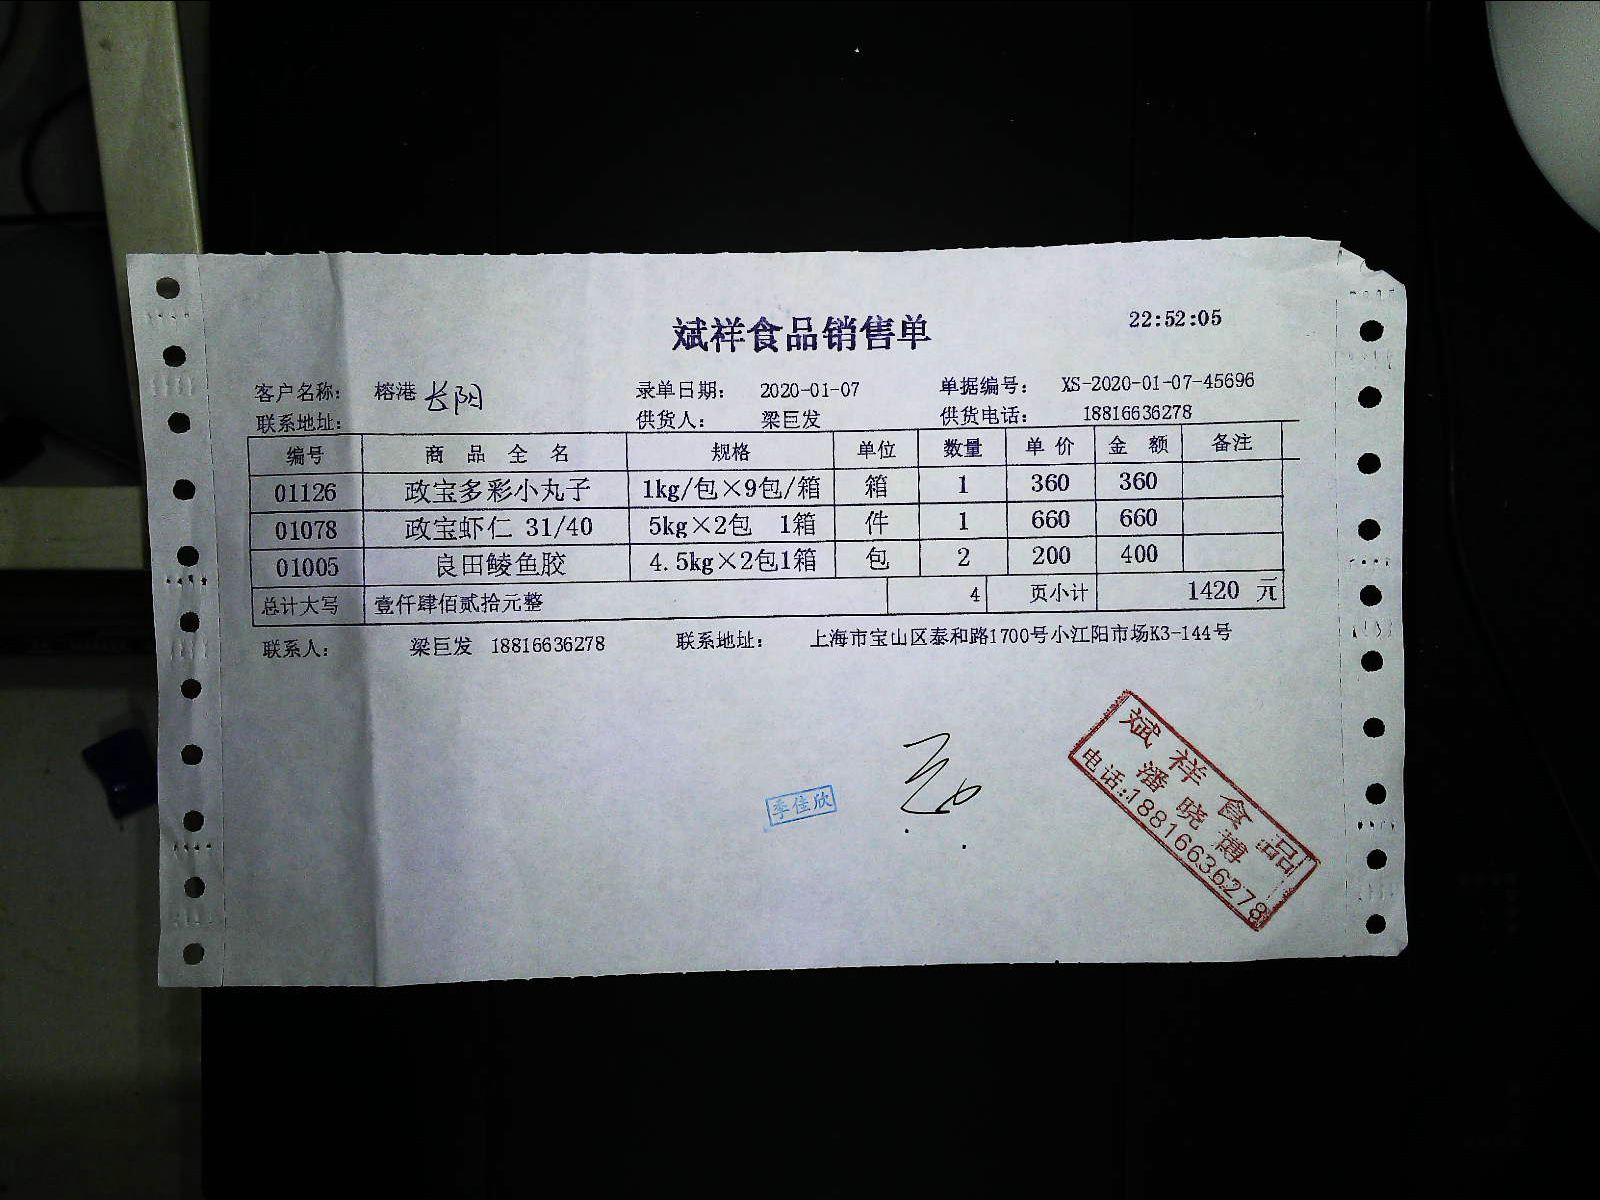 斌祥食品销售单
22:52:05
客户名称： 榕港 长阳 录单日期： 2020-01-07 单据编号： XS-2020-01-07-45696
联系地址： 供货人： 梁巨发 供货电话： 18816636278
编号 商品全名 规格 单位 数量 单价 金额 备注
01126 政宝多彩小丸子 1kg/包×9包/箱 箱 1 360 360
01078 政宝虾仁 31/40 5kg×2包 1箱 件 1 660 660
01005 良田鲮鱼胶 4.5kg×2包1箱 包 2 200 400
总计大写 壹仟肆佰贰拾元整 4 页小计 1420 元
联系人： 梁巨发 18816636278 联系地址： 上海市宝山区泰和路1700号小江阳市场K3-144号
季佳欣
斌祥食品
潘晓博
电话:18816636278